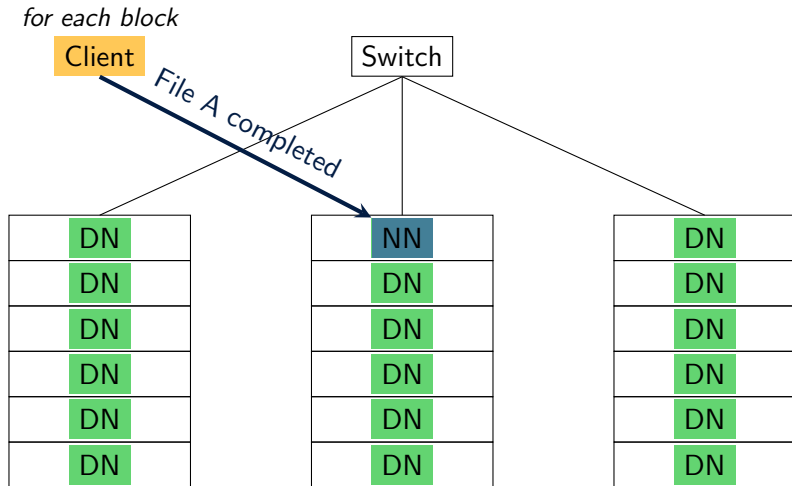 for each block
Client
Switch
File A completed
DN NN DN
DN DN DN
DN DN DN
DN DN DN
DN DN DN
DN DN DN